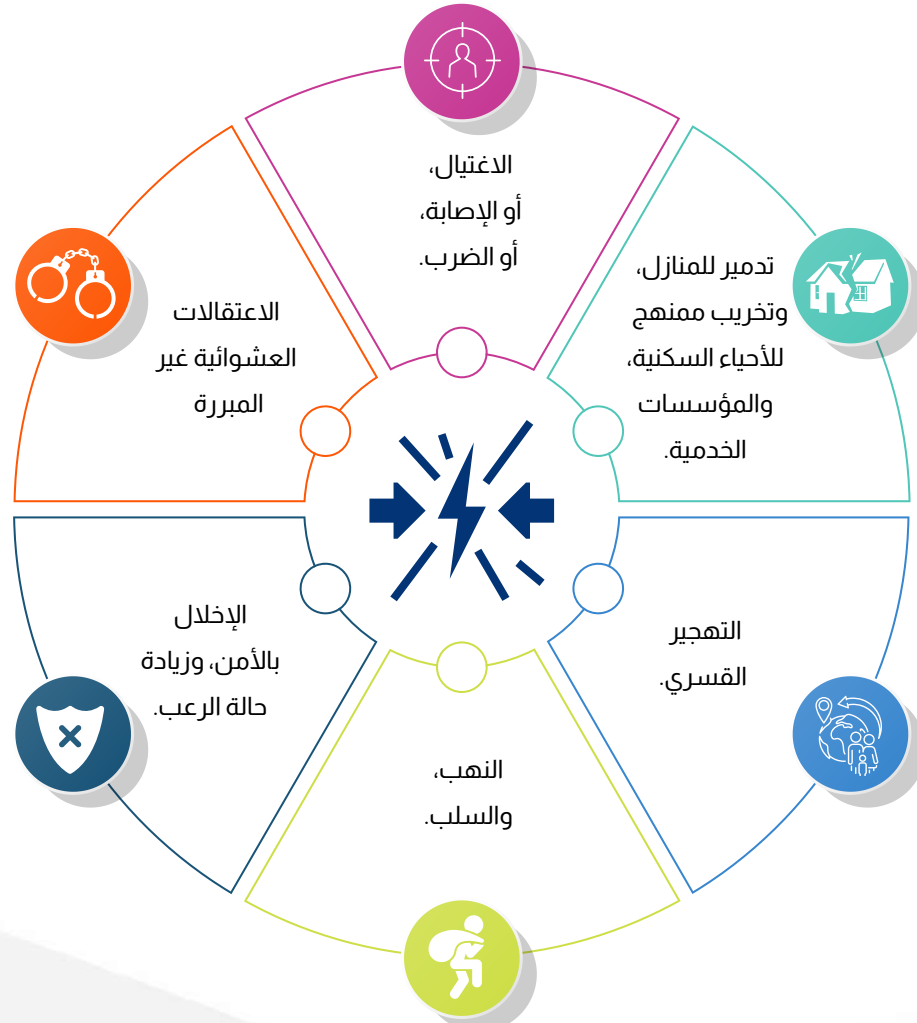 الاغتيال،
أو الإصابة،
أو الضرب.
تدمير للمنازل،
وتخريب ممنهج
للأحياء السكنية،
والمؤسسات
الخدمية.
التهجير
القسري.
النهب،
والسلب.
الإخلال
بالأمن، وزيادة
حالة الرعب.
الاعتقالات
العشوائية غير
المبررة